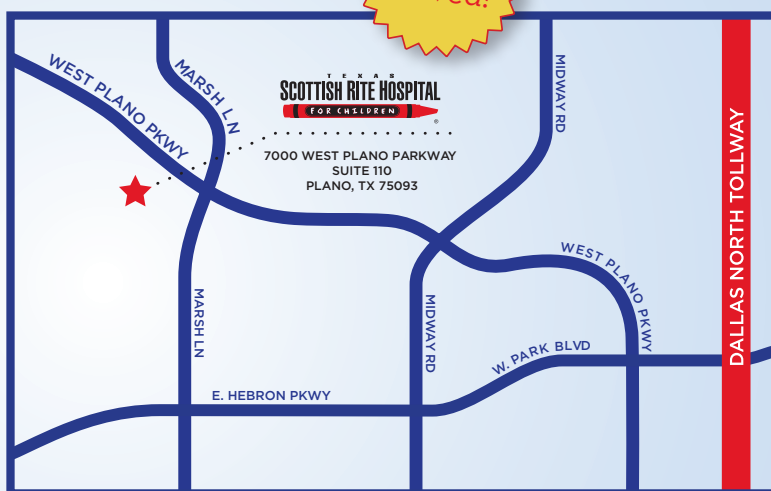 WEST PLANO PKWY
MARSH LN
TEXAS
SCOTTISH RITE HOSPITAL
FOR CHILDREN
®
7000 WEST PLANO PARKWAY
SUITE 110
PLANO, TX 75093
MIDWAY RD
DALLAS NORTH TOLLWAY
WEST PLANO PKWY
MARSH LN
MIDWAY RD
W. PARK BLVD
E. HEBRON PKWY